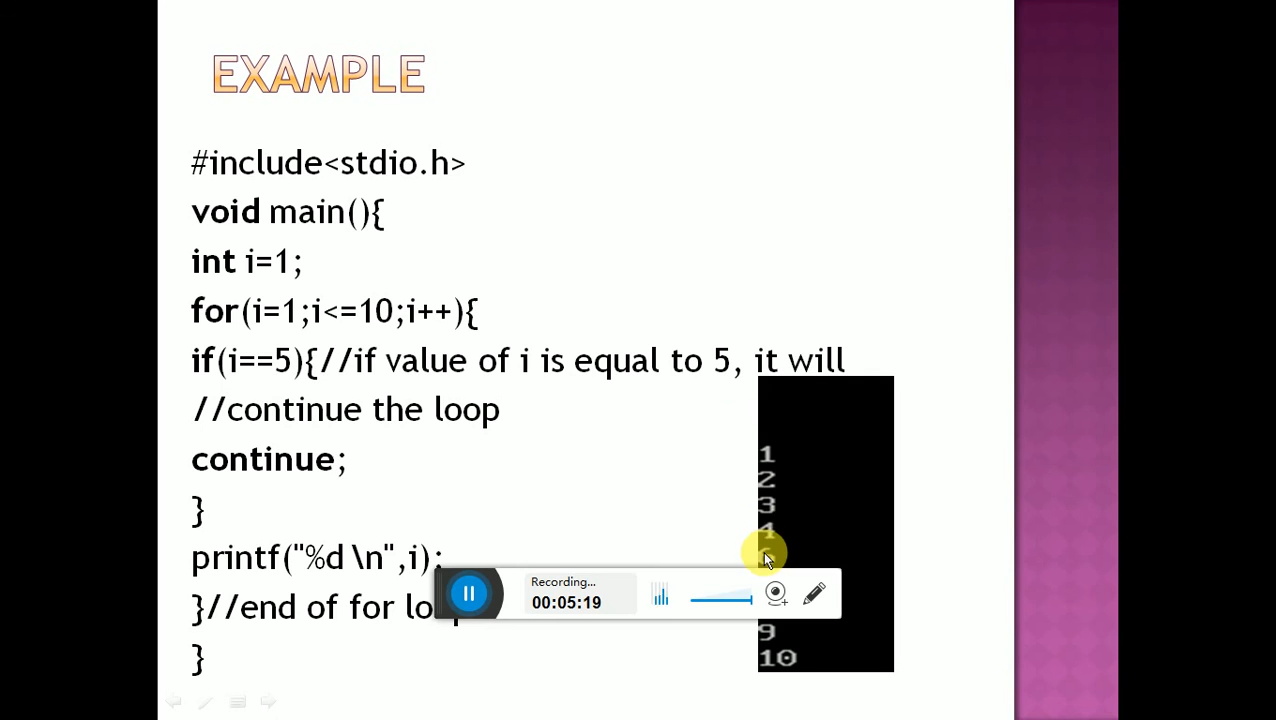 EXAMPLE
#include<stdio.h>
void main(){
int i=1;
for(i=1;i<=10;i++){
if(i==5){//if value of i is equal to 5, it will
//continue the loop
continue;
}
printf("%d \n",i);
}//end of for
}
1
2
3
4
6
9
10
Recording...
00:05:19